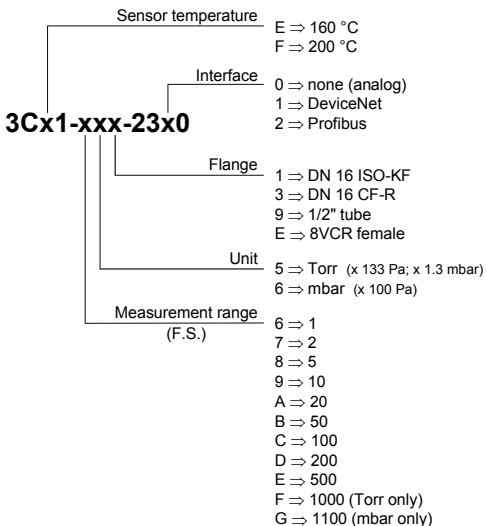 Sensor temperature
E ⇒ 160 °C
F ⇒ 200 °C
Interface
0 ⇒ none (analog)
1 ⇒ DeviceNet
2 ⇒ Profibus
3Cx1-xxx-23x0
Flange
1 ⇒ DN 16 ISO-KF
3 ⇒ DN 16 CF-R
9 ⇒ 1/2" tube
E ⇒ 8VCR female
Unit
5 ⇒ Torr (x 133 Pa; x 1.3 mbar)
6 ⇒ mbar (x 100 Pa)
Measurement range
(F.S.)
6 ⇒ 1
7 ⇒ 2
8 ⇒ 5
9 ⇒ 10
A ⇒ 20
B ⇒ 50
C ⇒ 100
D ⇒ 200
E ⇒ 500
F ⇒ 1000 (Torr only)
G ⇒ 1100 (mbar only)